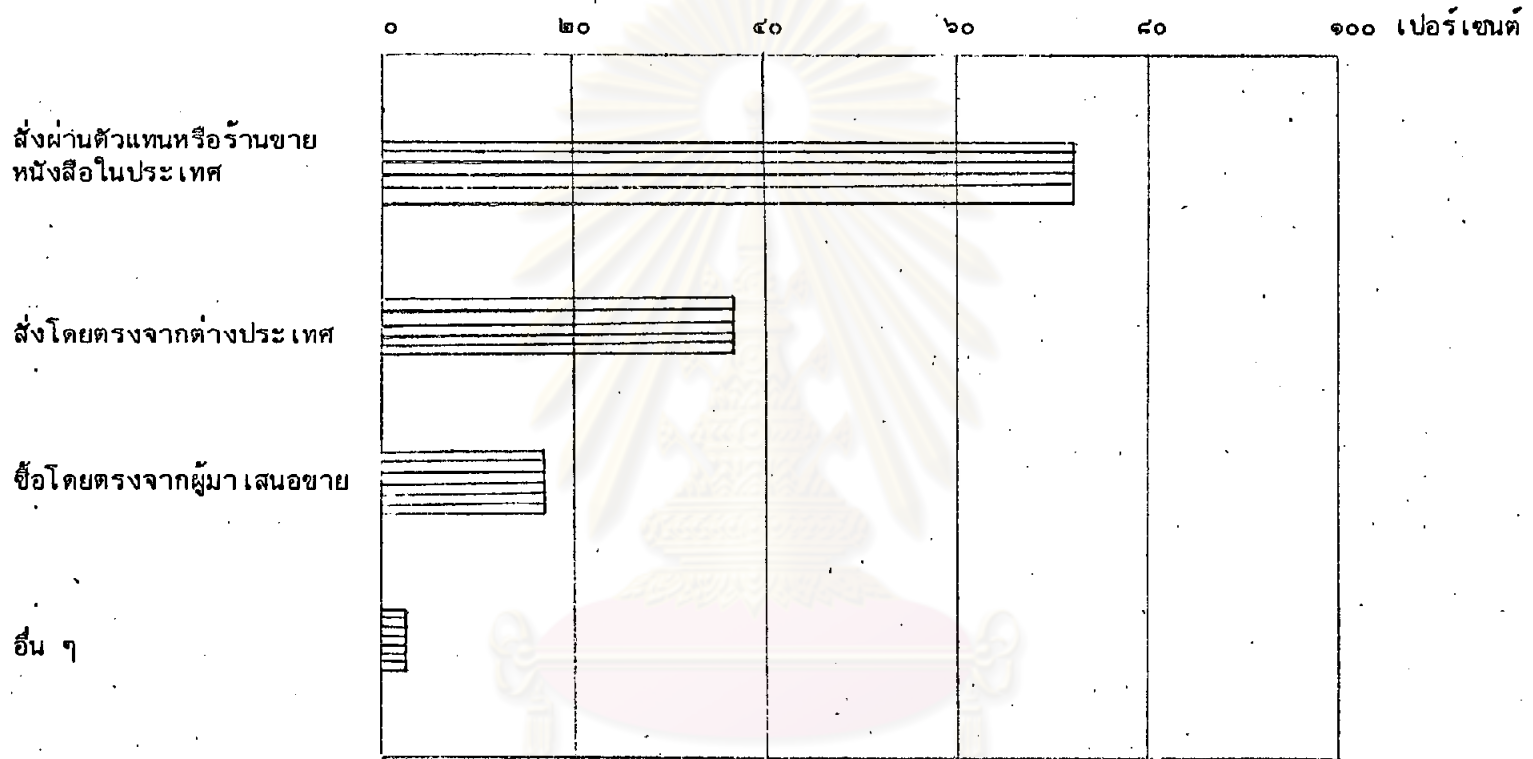 ๐ ๒๐ ๔๐ ๖๐ ๘๐ ๑๐๐ เปอร์เซนต์
สั่งผ่านตัวแทนหรือร้านขาย
หนังสือในประเทศ
สั่งโดยตรงจากต่างประเทศ
ซื้อโดยตรงจากผู้มาเสนอขาย
อื่น ๆ